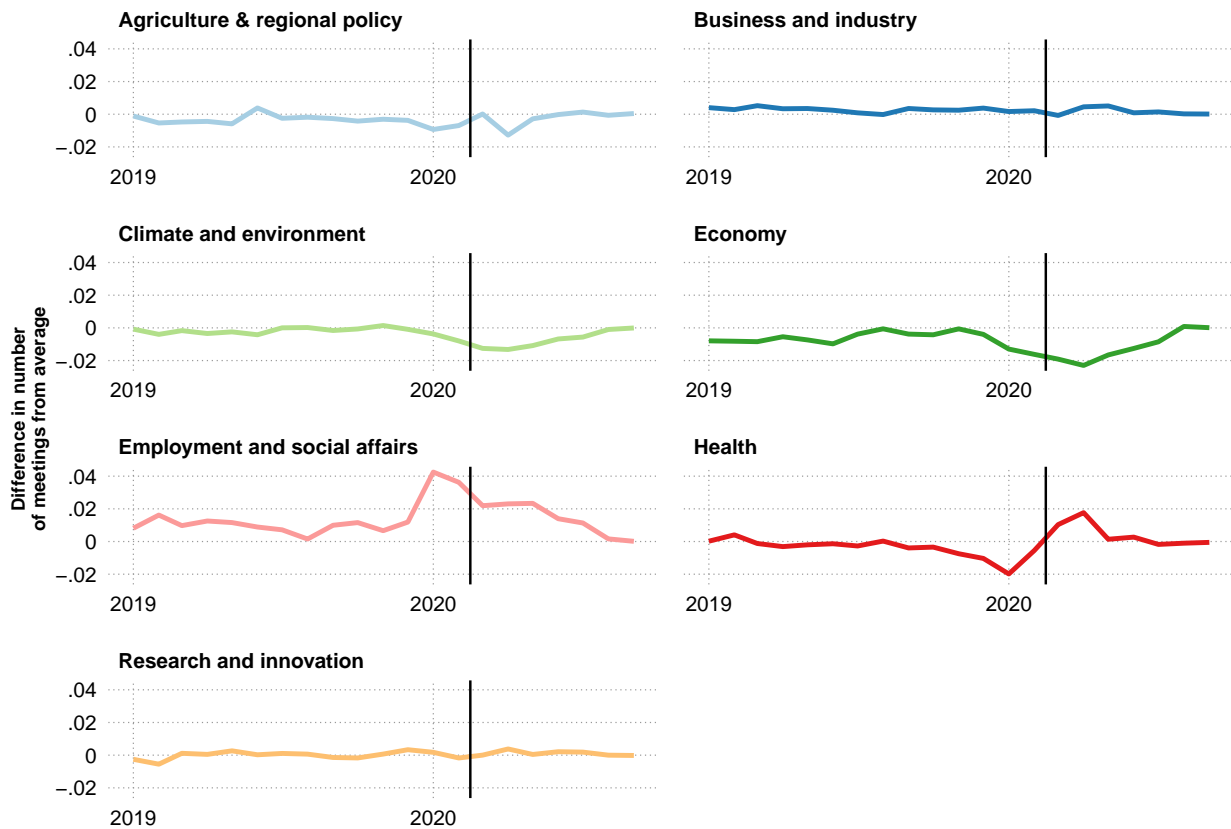 Agriculture & regional policy
.04
.02
0
−.02
2019 2020
Business and industry
2019 2020
Climate and environment
.04
.02
0
−.02
2019 2020
Economy
2019 2020
Difference in number
of meetings from average
Employment and social affairs
.04
.02
0
−.02
2019 2020
Health
2019 2020
Research and innovation
.04
.02
0
−.02
2019 2020